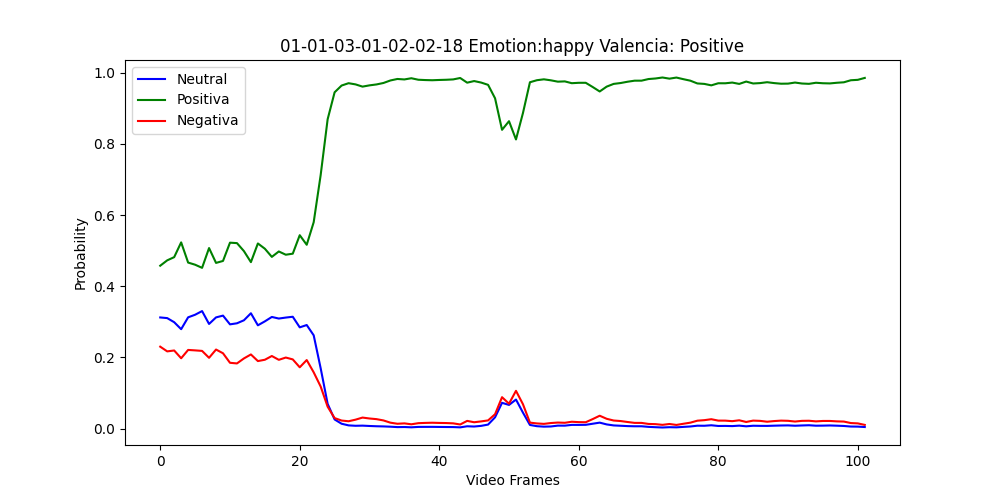 01-01-03-01-02-02-18 Emotion:happy Valencia: Positive
Neutral
Positiva
Negativa
1.0
0.8
0.6
0.4
0.2
0.0
Probability
0 20 40 60 80 100
Video Frames